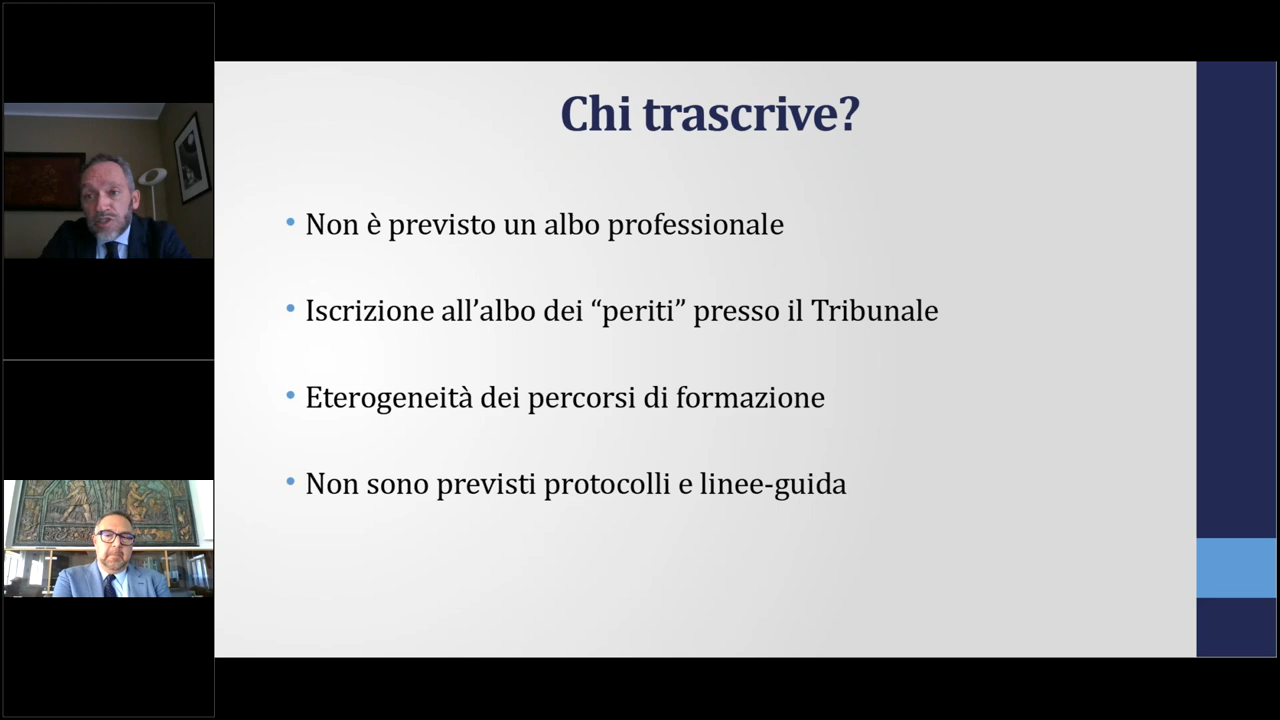 Chi trascrive?
• Non è previsto un albo professionale
• Iscrizione all’albo dei “periti” presso il Tribunale
• Eterogeneità dei percorsi di formazione
• Non sono previsti protocolli e linee-guida